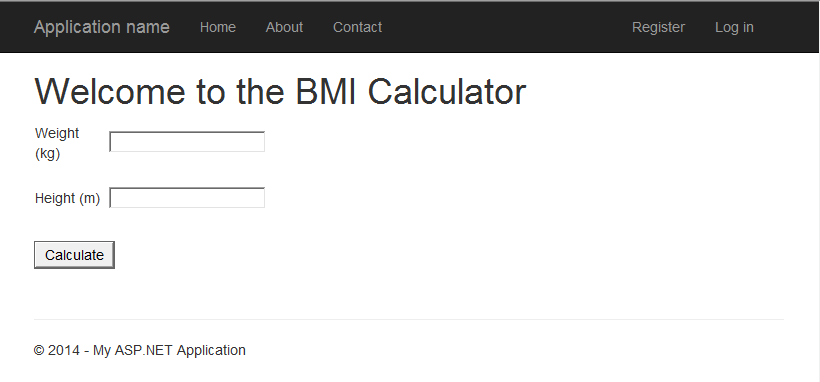 Application name Home About Contact Register Log in
Welcome to the BMI Calculator
Weight
(kg)
Height (m)
Calculate
© 2014 - My ASP.NET Application